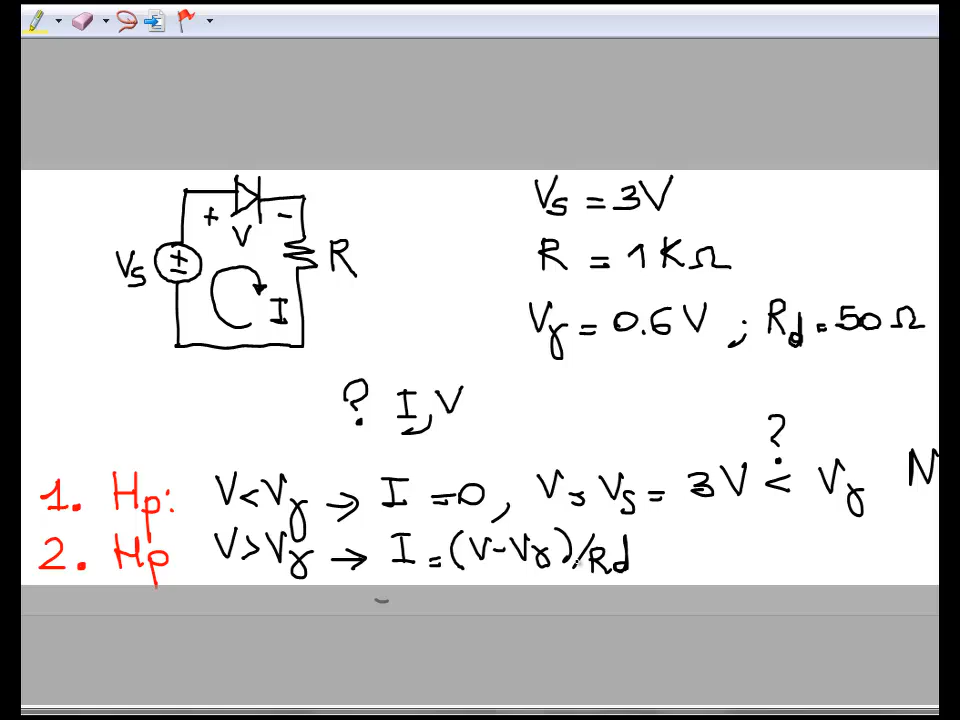 Vs = 3V
+ -
V
R = 1 KΩ
Vs + - R
I
Vγ = 0.6 V ; Rd = 50 Ω
? I, V
?
1. Hp: V < Vγ → I = 0, V = Vs = 3V < Vγ N
2. Hp V > Vγ → I = (V - Vγ)/Rd